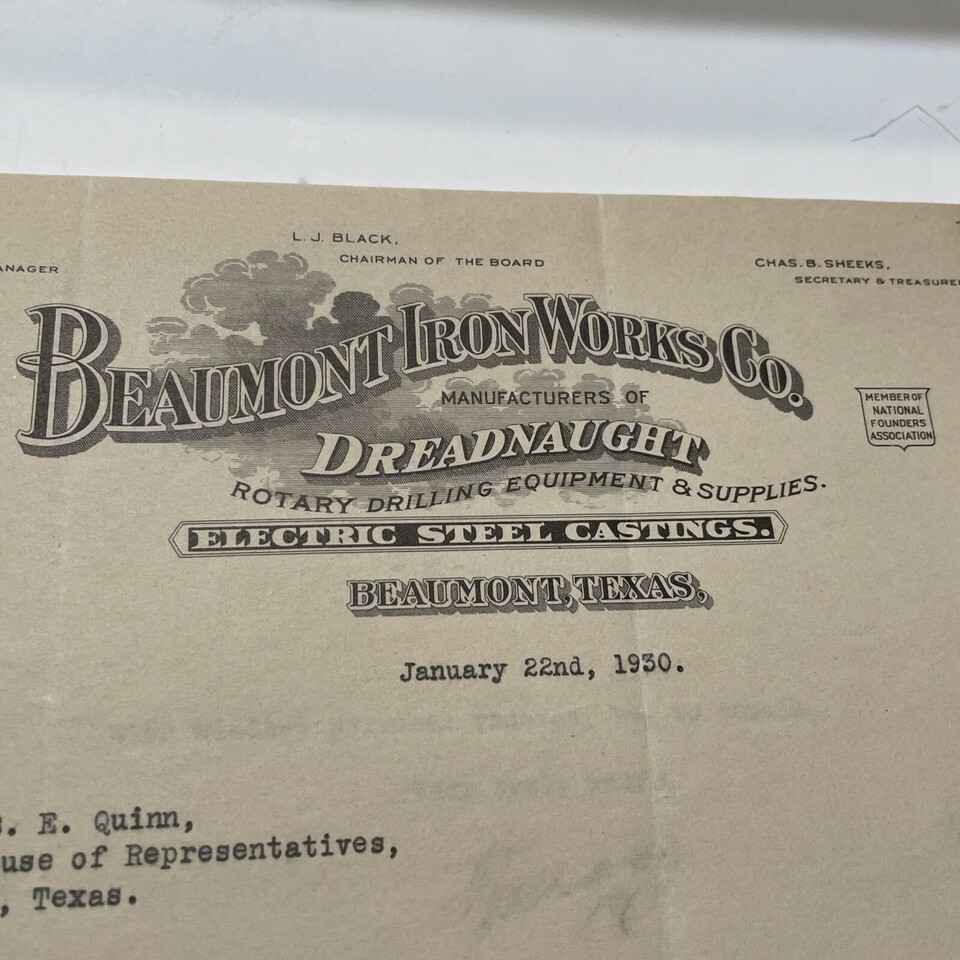 L. J. BLACK,
CHAIRMAN OF THE BOARD
ANAGER
CHAS. B. SHEEKS,
SECRETARY & TREASURER
BEAUMONT IRON WORKS CO.
MANUFACTURERS OF
DREADNAUGHT
ROTARY DRILLING EQUIPMENT & SUPPLIES.
ELECTRIC STEEL CASTINGS.
BEAUMONT, TEXAS,
MEMBER OF
NATIONAL
FOUNDERS
ASSOCIATION
January 22nd, 1930.
s. E. Quinn,
use of Representatives,
, Texas.